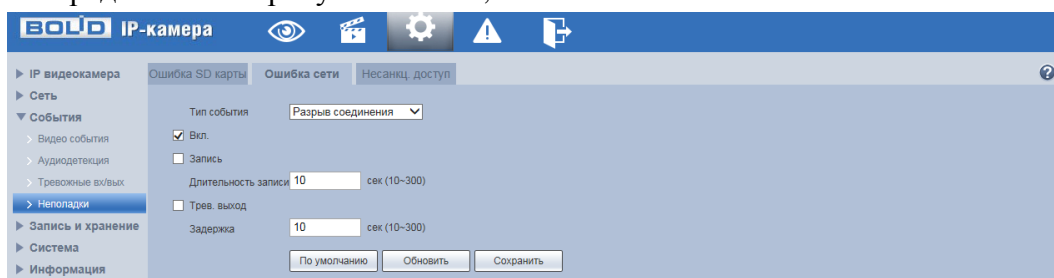 BOLID IP-камера
IP видеокамера
Сеть
События
Видео события
Аудиодетекция
Тревожные вх/вых
Неполадки
Запись и хранение
Система
Информация
Ошибка SD карты Ошибка сети Несанкц. доступ
Тип события Разрыв соединения
Вкл.
Запись
Длительность записи 10 сек (10~300)
Трев. выход
Задержка 10 сек (10~300)
По умолчанию Обновить Сохранить